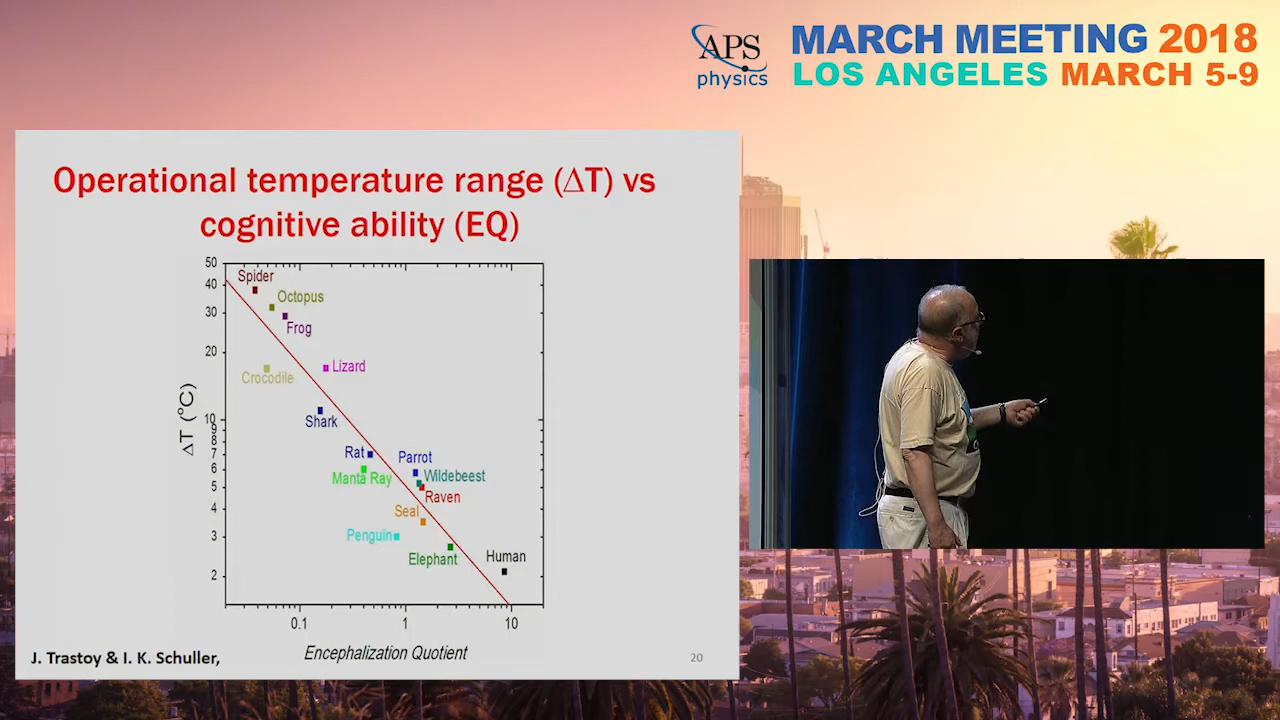 APS
physics
MARCH MEETING 2018
LOS ANGELES MARCH 5-9
Operational temperature range (∆T) vs
cognitive ability (EQ)
50
40
30
20
10
9
8
7
6
5
4
3
2
∆T (°C)
Spider
Octopus
Frog
Crocodile
Lizard
Shark
Rat
Parrot
Manta Ray
Wildebeest
Raven
Seal
Penguin
Elephant
Human
0.1
1
10
Encephalization Quotient
J. Trastoy & I. K. Schuller,
20